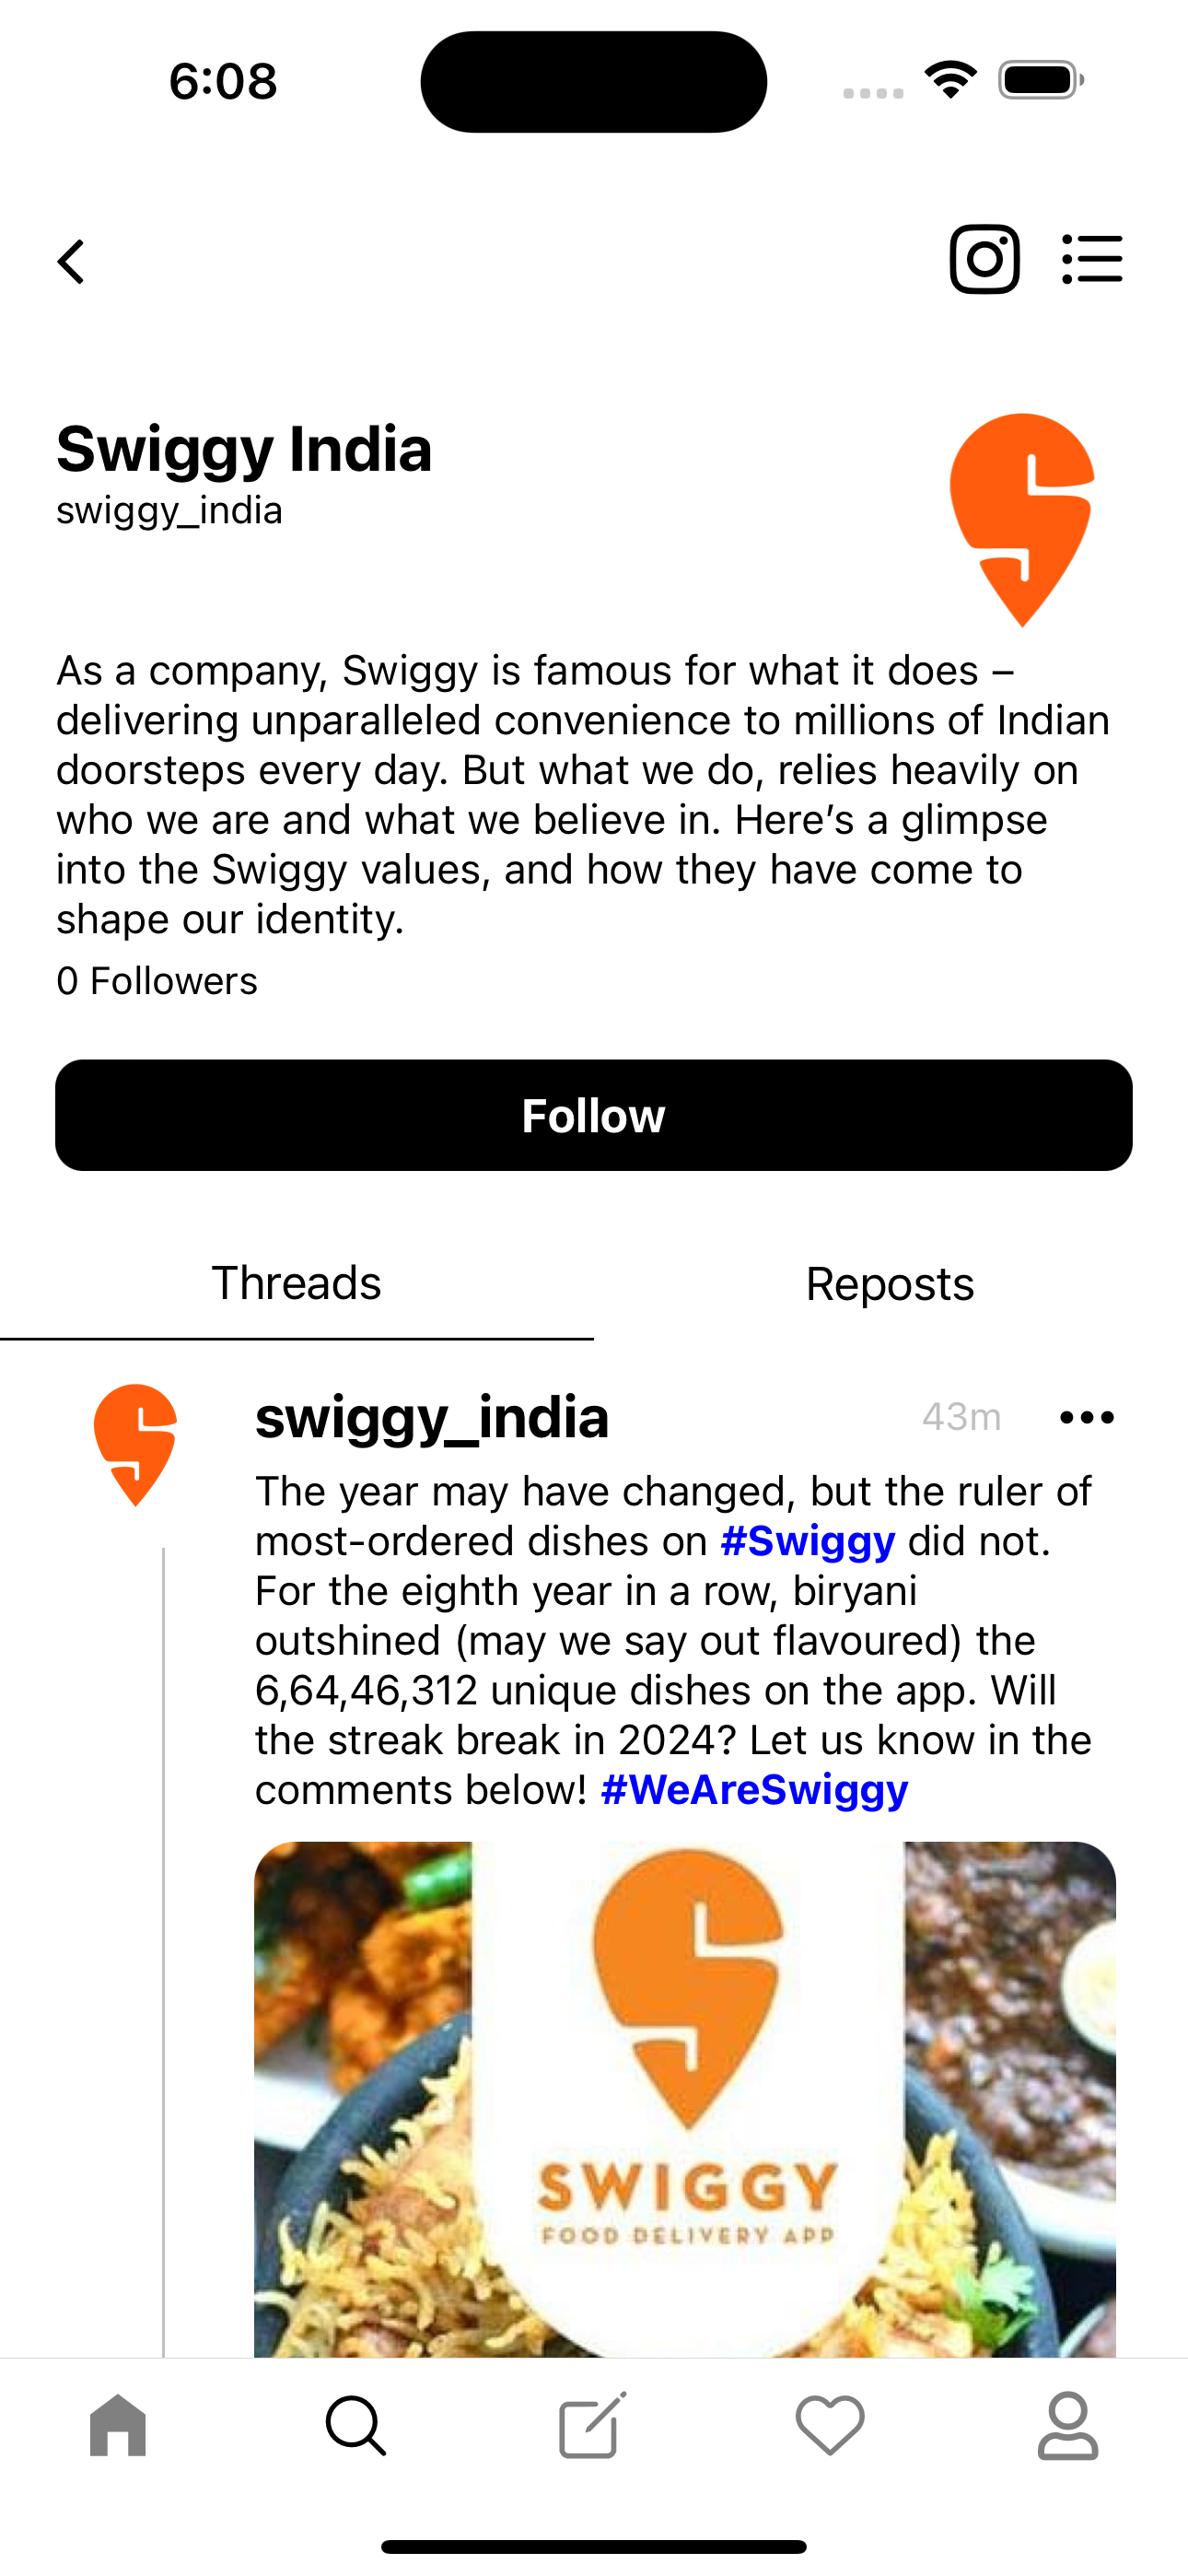 6:08
Swiggy India
swiggy_india
As a company, Swiggy is famous for what it does –
delivering unparalleled convenience to millions of Indian
doorsteps every day. But what we do, relies heavily on
who we are and what we believe in. Here’s a glimpse
into the Swiggy values, and how they have come to
shape our identity.
0 Followers
Follow
Threads
Reposts
swiggy_india
43m
The year may have changed, but the ruler of
most-ordered dishes on #Swiggy did not.
For the eighth year in a row, biryani
outshined (may we say out flavoured) the
6,64,46,312 unique dishes on the app. Will
the streak break in 2024? Let us know in the
comments below! #WeAreSwiggy
SWIGGY
FOOD DELIVERY APP